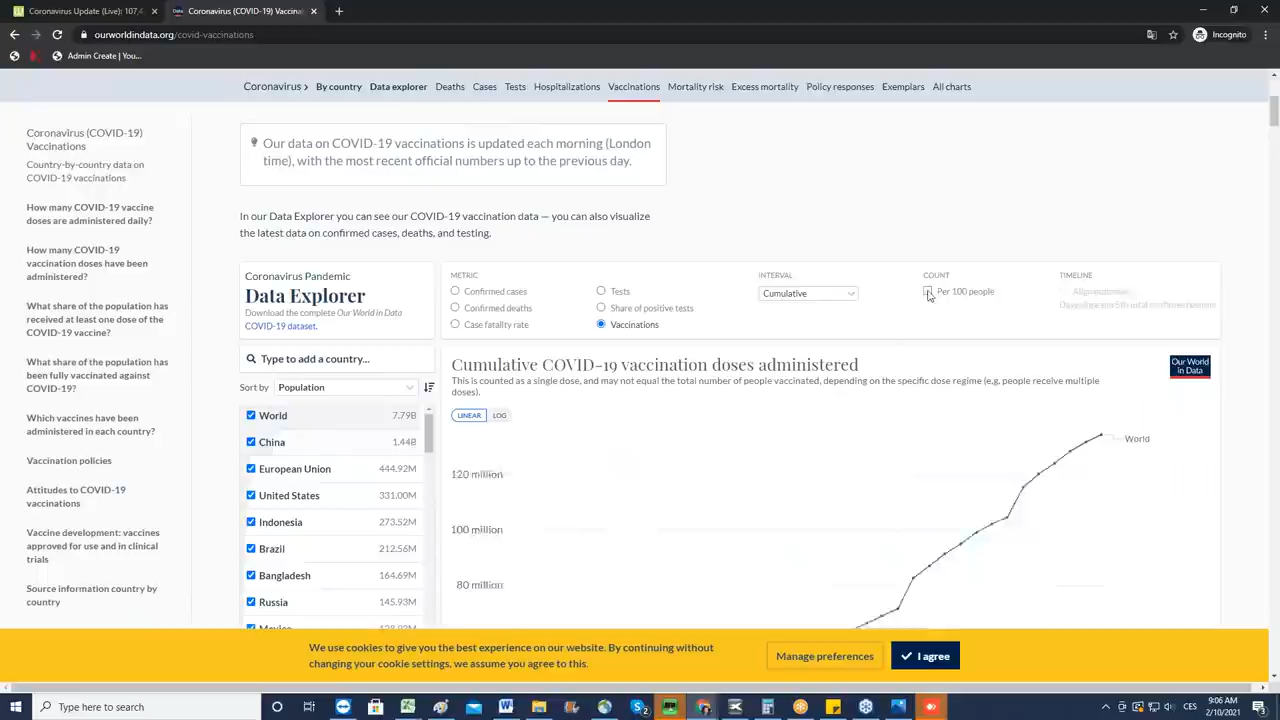 Coronavirus Update (Live): 107,4
Coronavirus (COVID-19) Vaccinat
ourworldindata.org/covid-vaccinations
Incognito
Admin Create | You...
Coronavirus
By country
Data explorer
Deaths
Cases
Tests
Hospitalizations
Vaccinations
Mortality risk
Excess mortality
Policy responses
Exemplars
All charts
Coronavirus (COVID-19)
Vaccinations
Country-by-country data on
COVID-19 vaccinations
How many COVID-19 vaccine
doses are administered daily?
How many COVID-19
vaccination doses have been
administered?
What share of the population has
received at least one dose of the
COVID-19 vaccine?
What share of the population has
been fully vaccinated against
COVID-19?
Which vaccines have been
administered in each country?
Vaccination policies
Attitudes to COVID-19
vaccinations
Vaccine development: vaccines
approved for use and in clinical
trials
Source information country by
country
Our data on COVID-19 vaccinations is updated each morning (London
time), with the most recent official numbers up to the previous day.
In our Data Explorer you can see our COVID-19 vaccination data — you can also visualize
the latest data on confirmed cases, deaths, and testing.
Coronavirus Pandemic
Data Explorer
Download the complete Our World in Data
COVID-19 dataset.
METRIC
Confirmed cases
Confirmed deaths
Case fatality rate
Tests
Share of positive tests
Vaccinations
INTERVAL
Cumulative
COUNT
Per 100 people
TIMELINE
Type to add a country...
Sort by
Population
World 7.79B
China 1.44B
European Union 444.92M
United States 331.00M
Indonesia 273.52M
Brazil 212.56M
Bangladesh 164.69M
Russia 145.93M
Cumulative COVID-19 vaccination doses administered
This is counted as a single dose, and may not equal the total number of people vaccinated, depending on the specific dose regime (e.g. people receive multiple
doses).
Our World
in Data
LINEAR LOG
World
120 million
100 million
80 million
We use cookies to give you the best experience on our website. By continuing without
changing your cookie settings, we assume you agree to this.
Manage preferences
I agree
Type here to search
CES
9:06 AM
2/10/2021